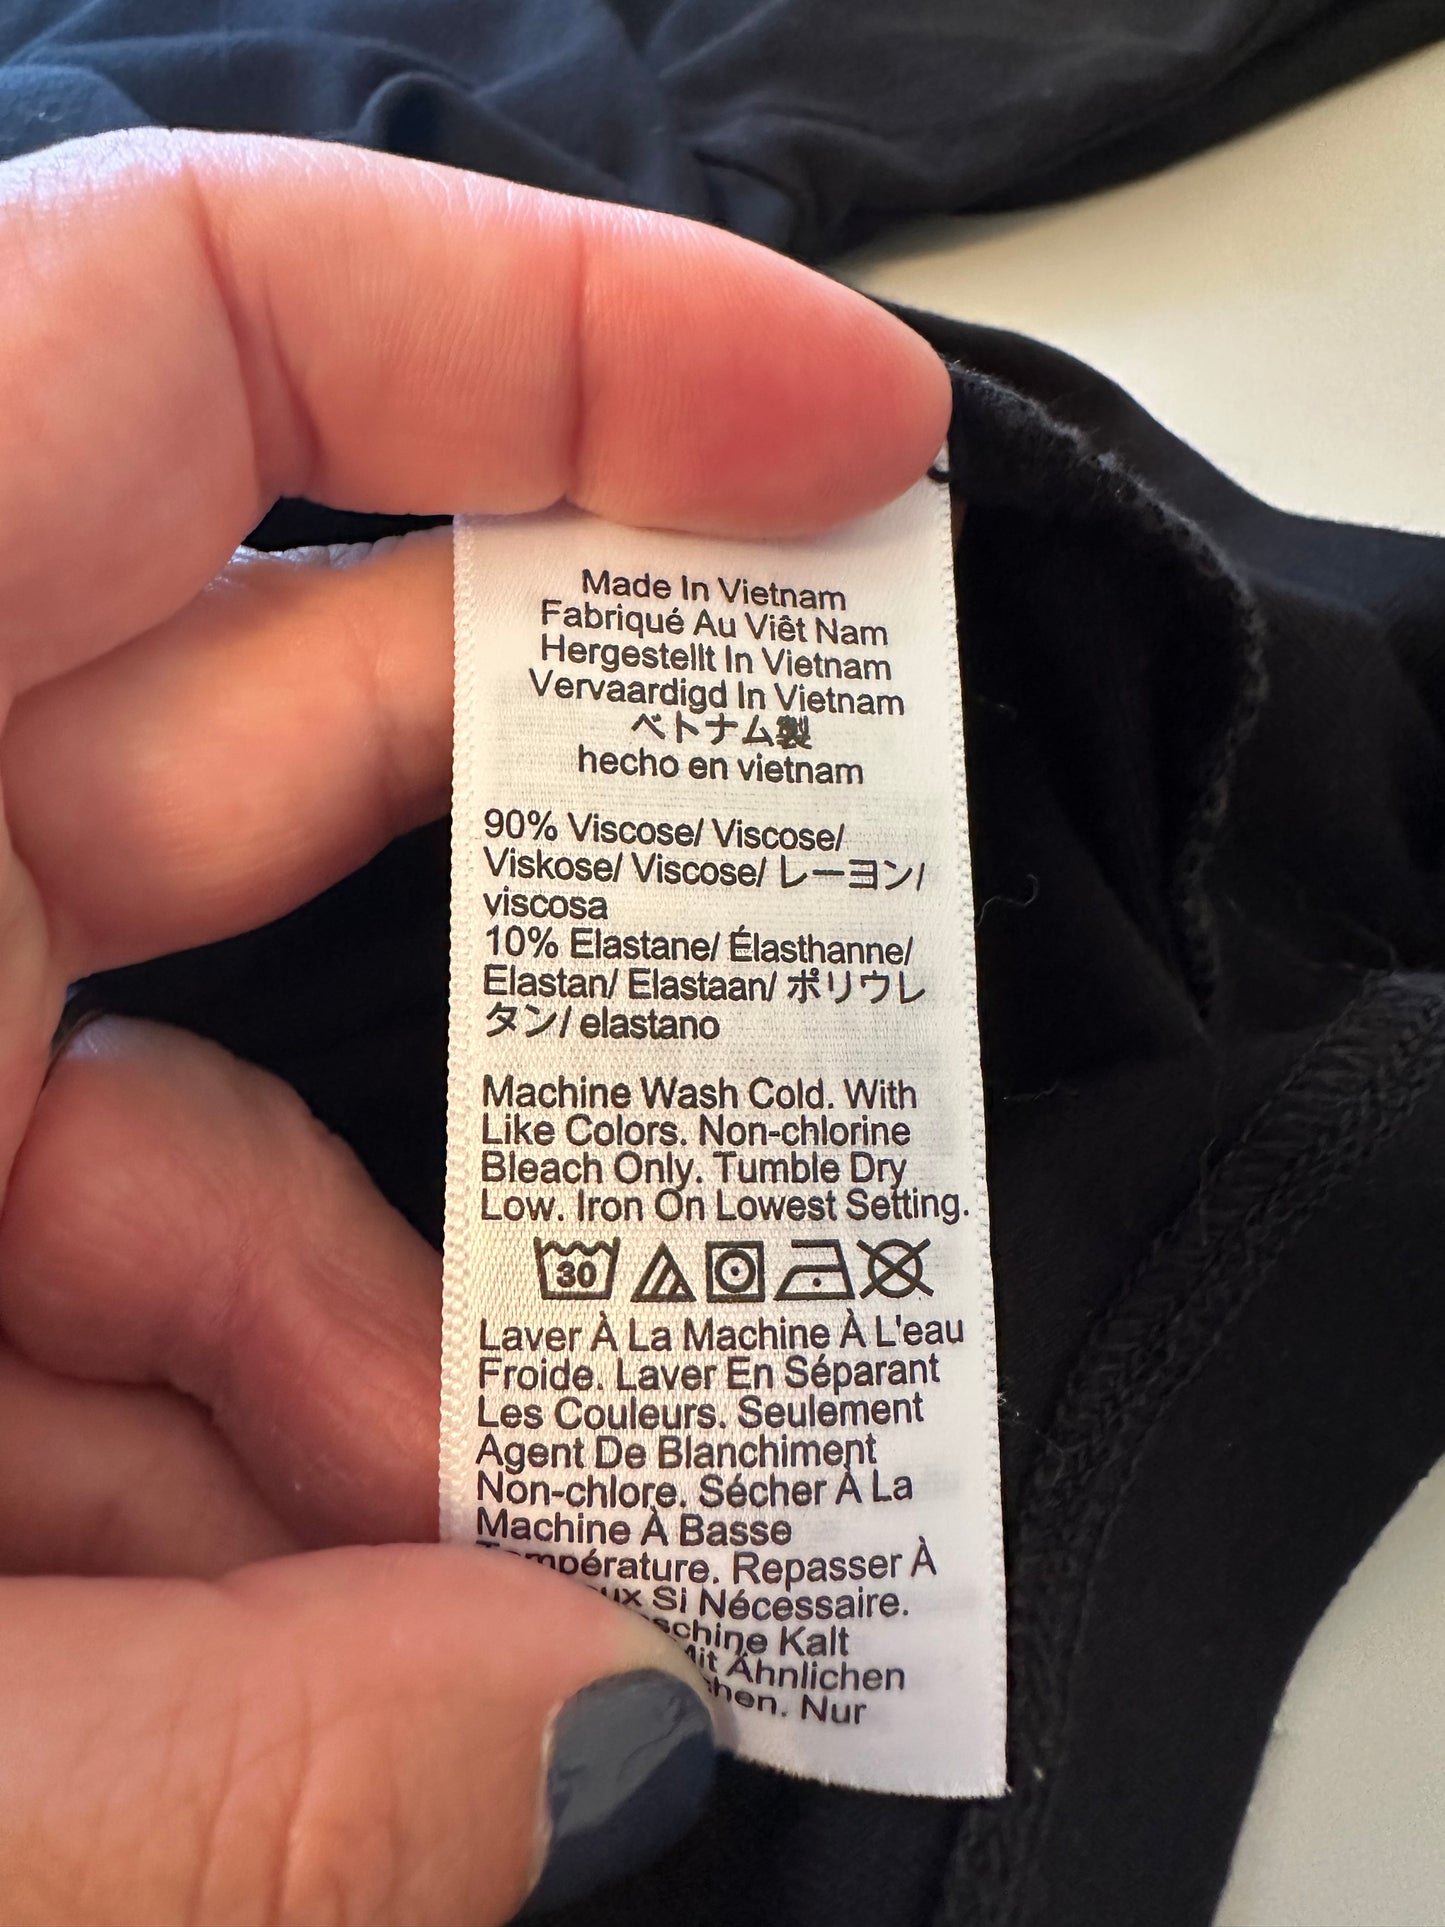 Made In Vietnam
Fabriqué Au Viêt Nam
Hergestellt In Vietnam
Vervaardigd In Vietnam
ベトナム製
hecho en vietnam
90% Viscose/ Viscose/
Viskose/ Viscose/ レーヨン/
viscosa
10% Elastane/ Élasthanne/
Elastan/ Elastaan/ ポリウレ
タン/ elastano
Machine Wash Cold. With
Like Colors. Non-chlorine
Bleach Only. Tumble Dry
Low. Iron On Lowest Setting.
30
Laver À La Machine À L'eau
Froide. Laver En Séparant
Les Couleurs. Seulement
Agent De Blanchiment
Non-chlore. Sécher À La
Machine À Basse
Température. Repasser À
Si Nécessaire.
Kalt
Mit Ähnlichen
Nur